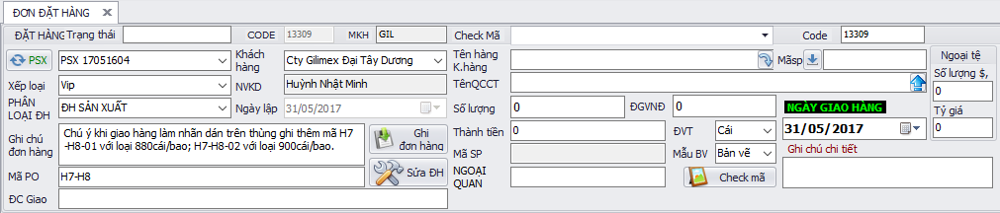 ĐƠN ĐẶT HÀNG
ĐẶT HÀNG Trạng thái CODE 13309 MKH GIL Check Mã Code 13309
PSX PSX 17051604 Khách hàng Cty Gilimex Đại Tây Dương Tên hàng K.hàng Mãsp Ngoại tệ
Xếp loại Vip NVKD Huỳnh Nhật Minh TênQCCT Số lượng $, 0
PHÂN LOẠI ĐH ĐH SẢN XUẤT Ngày lập 31/05/2017 Số lượng 0 ĐGVNĐ 0 NGÀY GIAO HÀNG Tỷ giá
Ghi chú đơn hàng Chú ý khi giao hàng làm nhãn dán trên thùng ghi thêm mã H7 Ghi đơn hàng Thành tiền 0 ĐVT Cái 31/05/2017 0
-H8-01 với loại 880cái/bao; H7-H8-02 với loại 900cái/bao.
Mã SP Mẫu BV Bản vẽ Ghi chú chi tiết
Mã PO H7-H8 Sửa ĐH NGOẠI QUAN Check mã
ĐC Giao